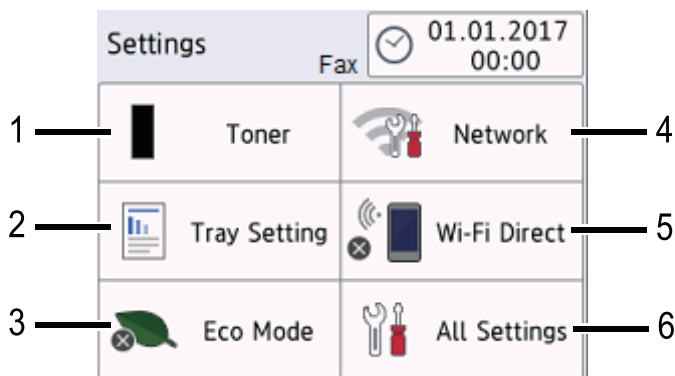 Settings
Fax
01.01.2017
00:00
1
Toner
Network
4
2
Tray Setting
Wi-Fi Direct
5
3
Eco Mode
All Settings
6